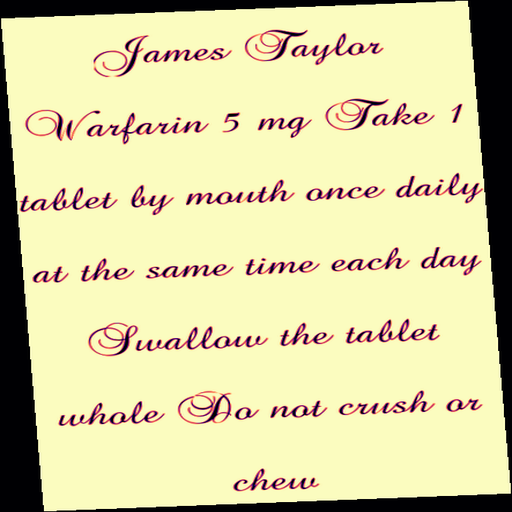 James Taylor
Warfarin 5 mg Take 1
tablet by mouth once daily
at the same time each day
Swallow the tablet
whole Do not crush or
chew